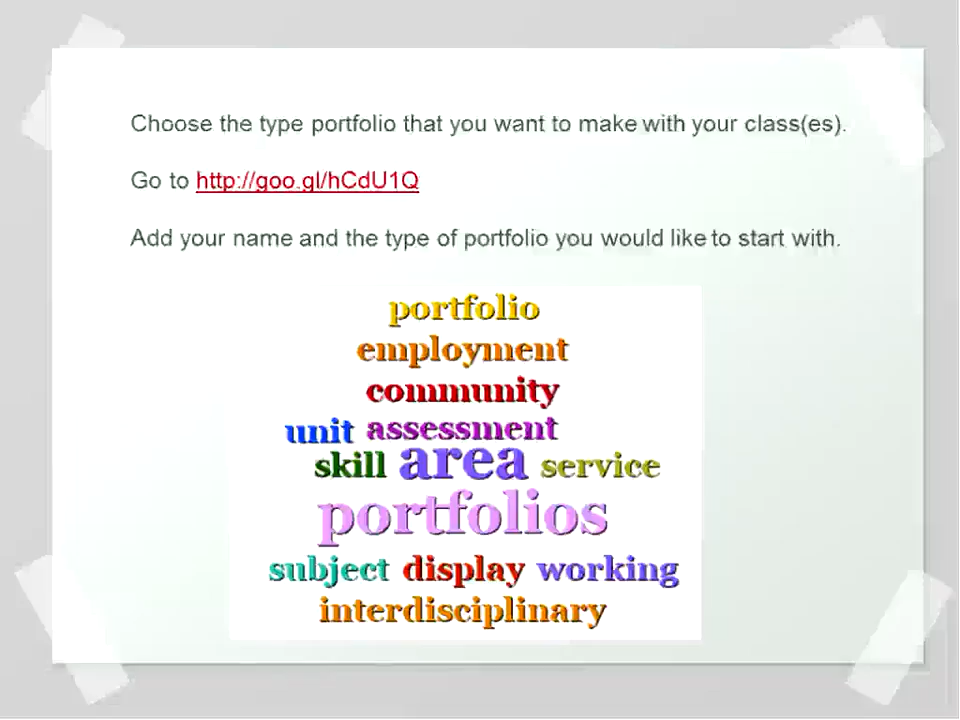 Choose the type portfolio that you want to make with your class(es).
Go to http://goo.gl/hCdU1Q
Add your name and the type of portfolio you would like to start with.
portfolio
employment
community
unit assessment
skill area service
portfolios
subject display working
interdisciplinary